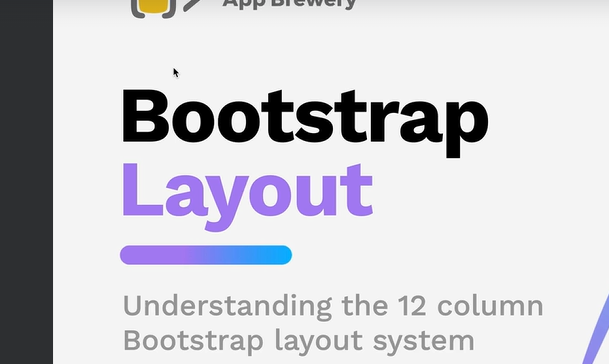 App Brewery
Bootstrap
Layout
Understanding the 12 column
Bootstrap layout system